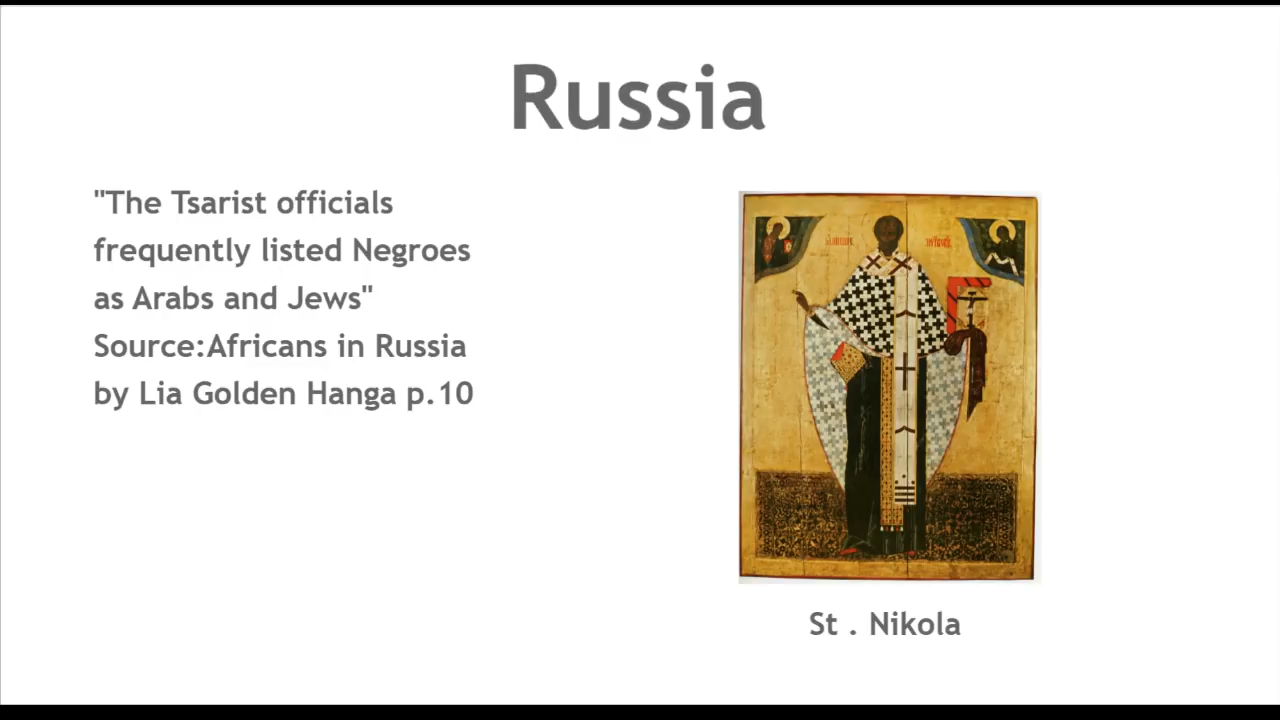 Russia
"The Tsarist officials
frequently listed Negroes
as Arabs and Jews"
Source:Africans in Russia
by Lia Golden Hanga p.10
St . Nikola